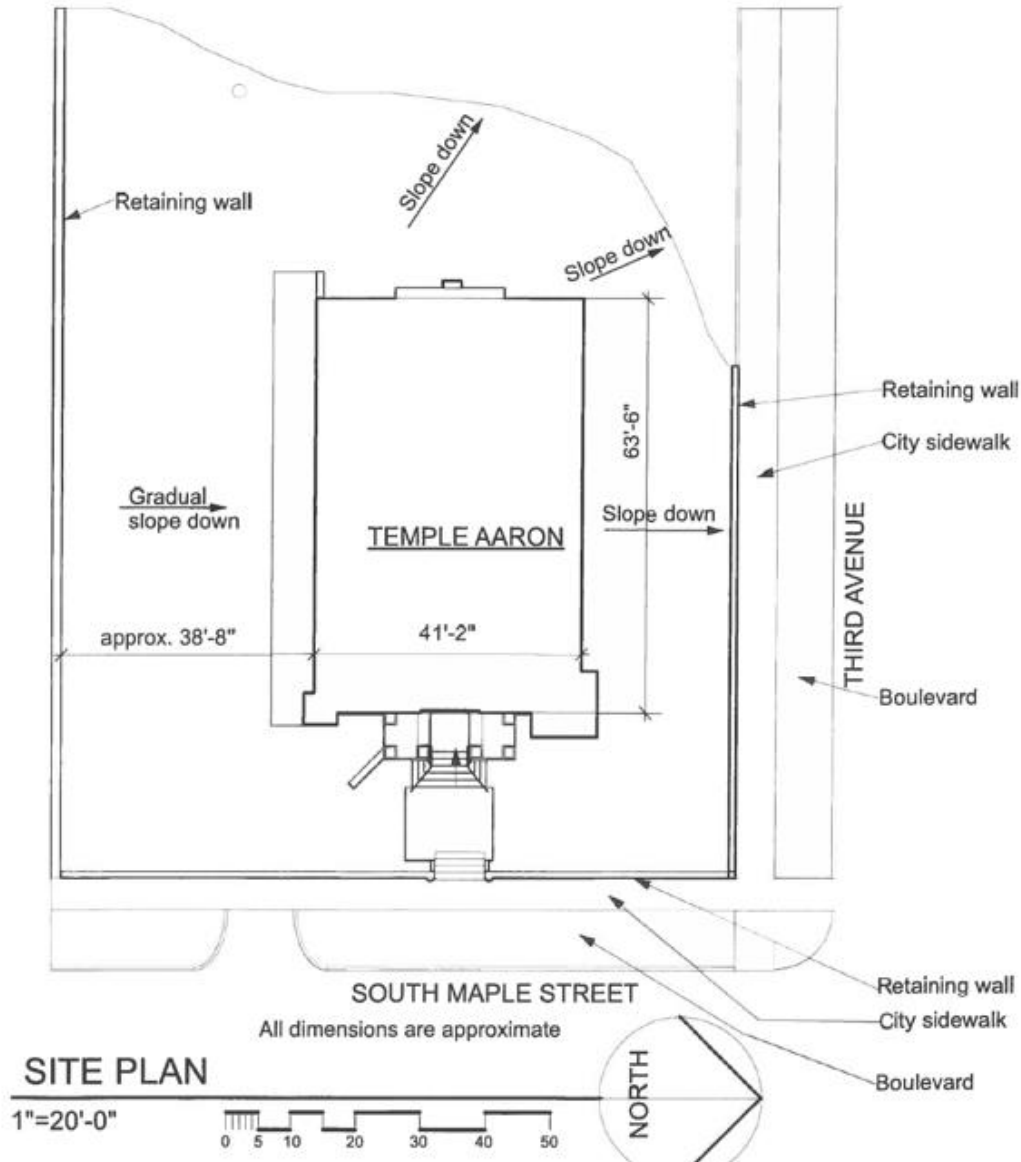 Slope down
Retaining wall
Slope down
Retaining wall
63'-6"
City sidewalk
Gradual
slope down
Slope down
TEMPLE AARON
THIRD AVENUE
approx. 38'-8"
41'-2"
Boulevard
SOUTH MAPLE STREET
Retaining wall
All dimensions are approximate
City sidewalk
SITE PLAN
NORTH
Boulevard
1"=20'-0"
0 5 10 20 30 40 50